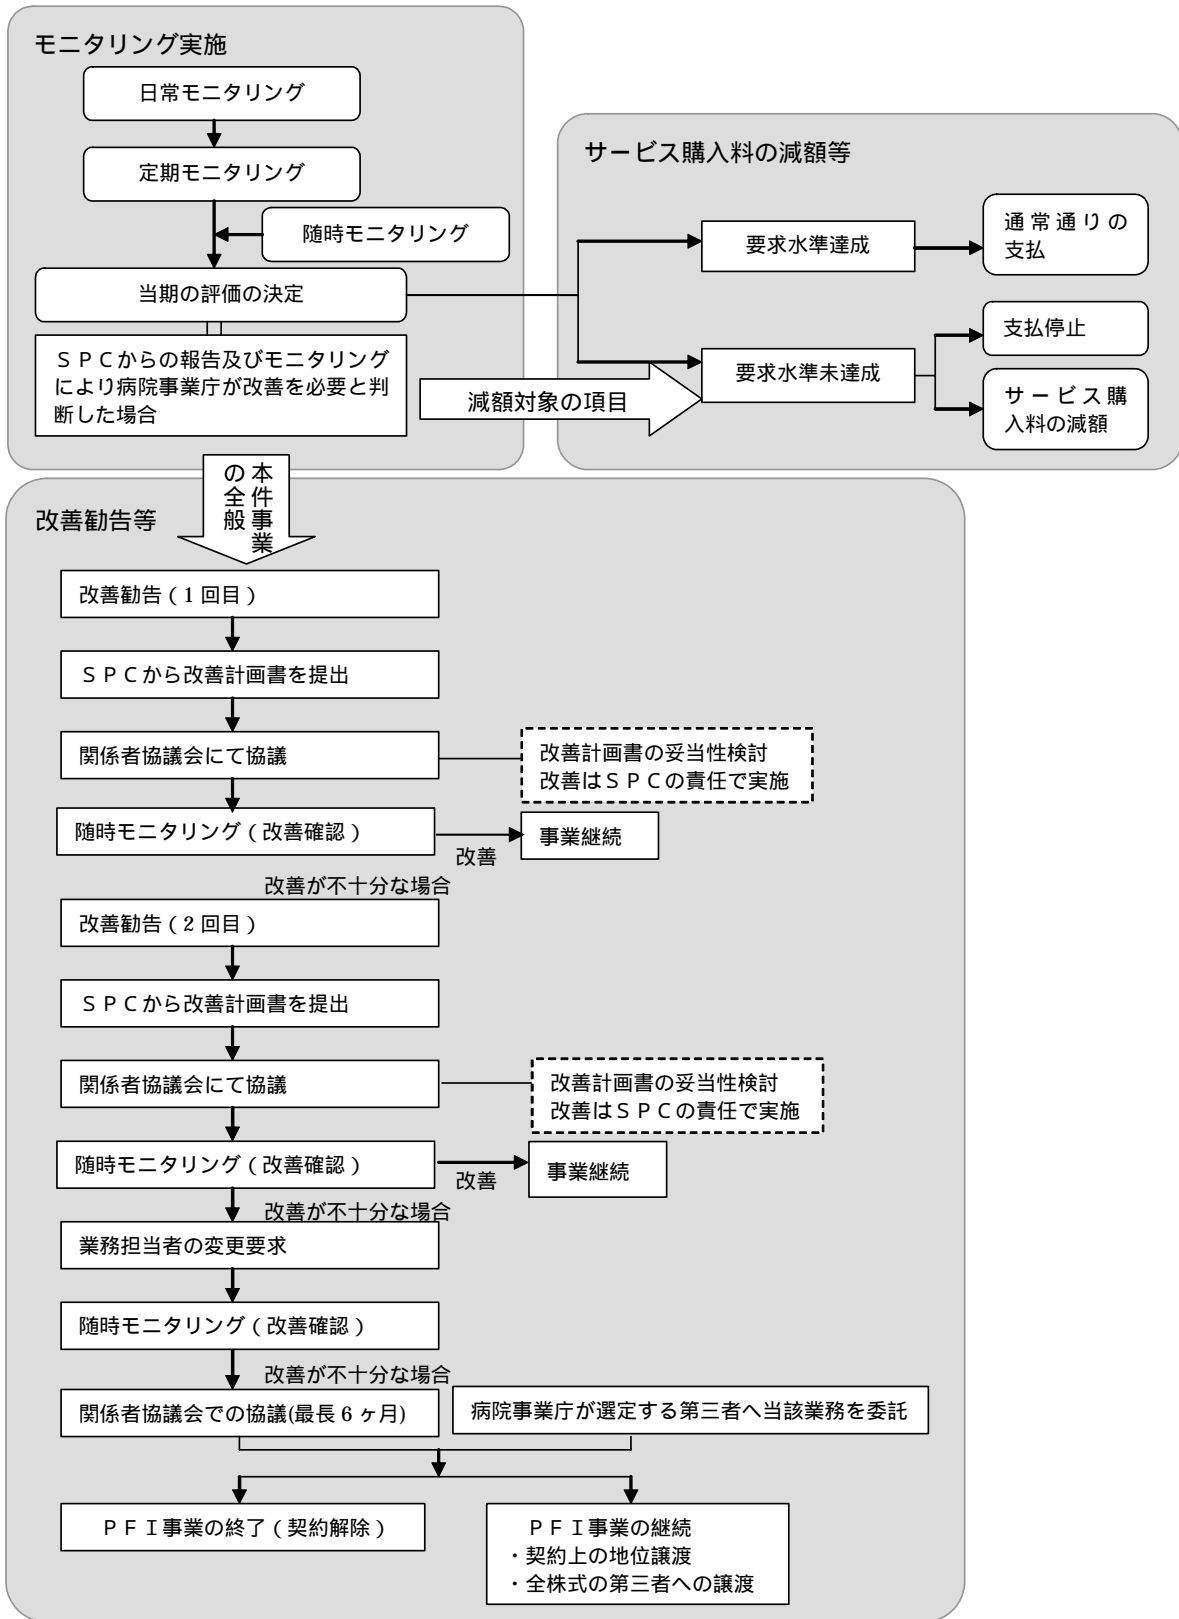 モニタリング実施
日常モニタリング
定期モニタリング
随時モニタリング
当期の評価の決定
ＳＰＣからの報告及びモニタリング
により病院事業庁が改善を必要と判
断した場合
サービス購入料の減額等
要求水準達成
通常通りの
支払
要求水準未達成
支払停止
サービス購
入料の減額
減額対象の項目
本件事業
の全般
改善勧告等
改善勧告（１回目）
ＳＰＣから改善計画書を提出
関係者協議会にて協議
改善計画書の妥当性検討
改善はＳＰＣの責任で実施
随時モニタリング（改善確認）
改善
事業継続
改善が不十分な場合
改善勧告（２回目）
ＳＰＣから改善計画書を提出
関係者協議会にて協議
改善計画書の妥当性検討
改善はＳＰＣの責任で実施
随時モニタリング（改善確認）
改善
事業継続
改善が不十分な場合
業務担当者の変更要求
随時モニタリング（改善確認）
改善が不十分な場合
関係者協議会での協議(最長６ヶ月)
病院事業庁が選定する第三者へ当該業務を委託
ＰＦＩ事業の終了（契約解除）
ＰＦＩ事業の継続
・契約上の地位譲渡
・全株式の第三者への譲渡